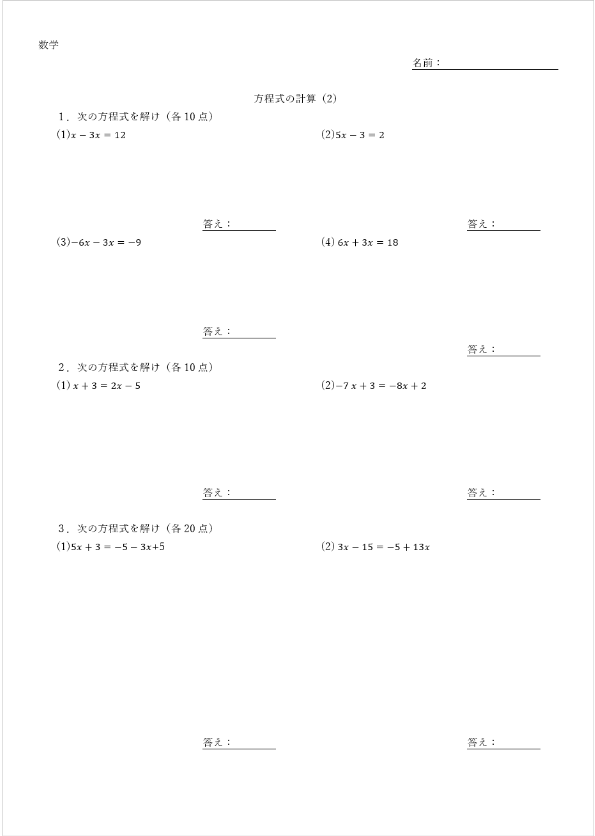 数学
名前：
方程式の計算（2）
１．次の方程式を解け（各 10 点）
(1)x − 3x = 12
(2)5x − 3 = 2
答え：
答え：
(3)−6x − 3x = −9
(4) 6x + 3x = 18
答え：
答え：
２．次の方程式を解け（各 10 点）
(1) x + 3 = 2x − 5
(2)−7 x + 3 = −8x + 2
答え：
答え：
３．次の方程式を解け（各 20 点）
(1)5x + 3 = −5 − 3x+5
(2) 3x − 15 = −5 + 13x
答え：
答え：